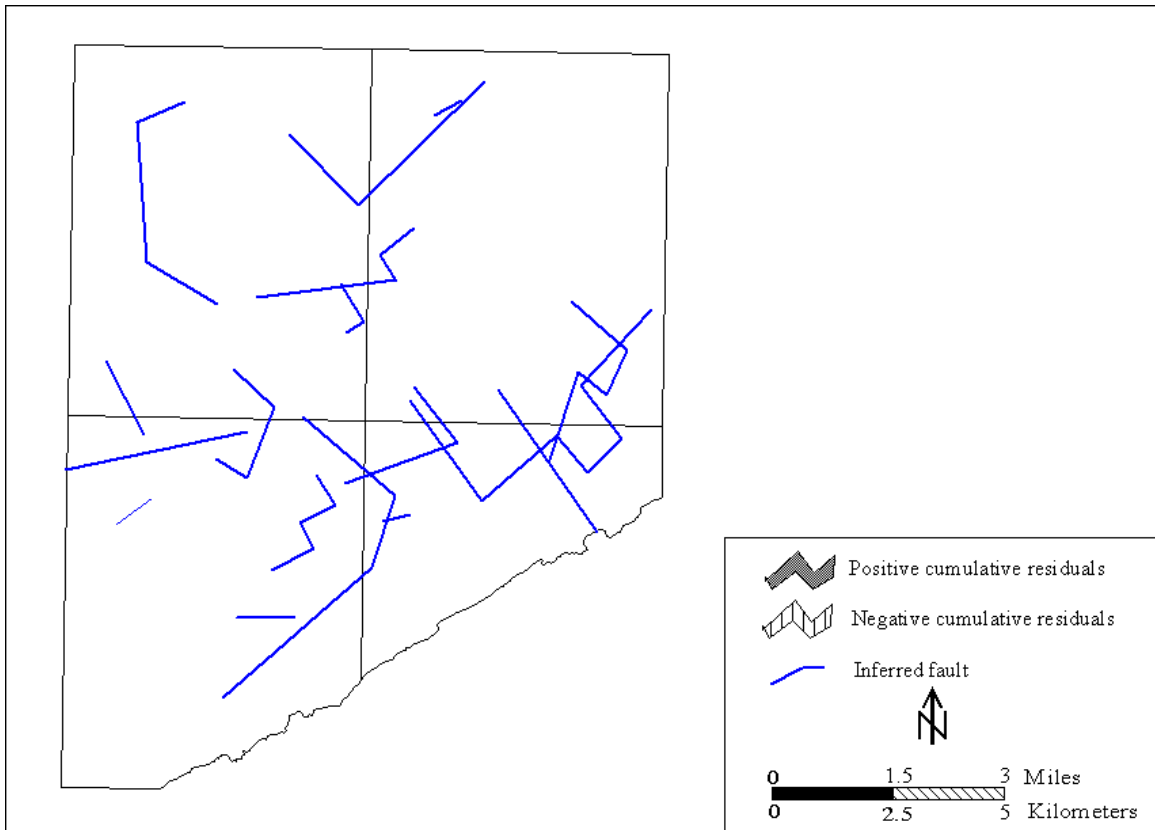 Positive cumulative residuals
Negative cumulative residuals
Inferred fault
N
0 1.5 3 Miles
0 2.5 5 Kilometers